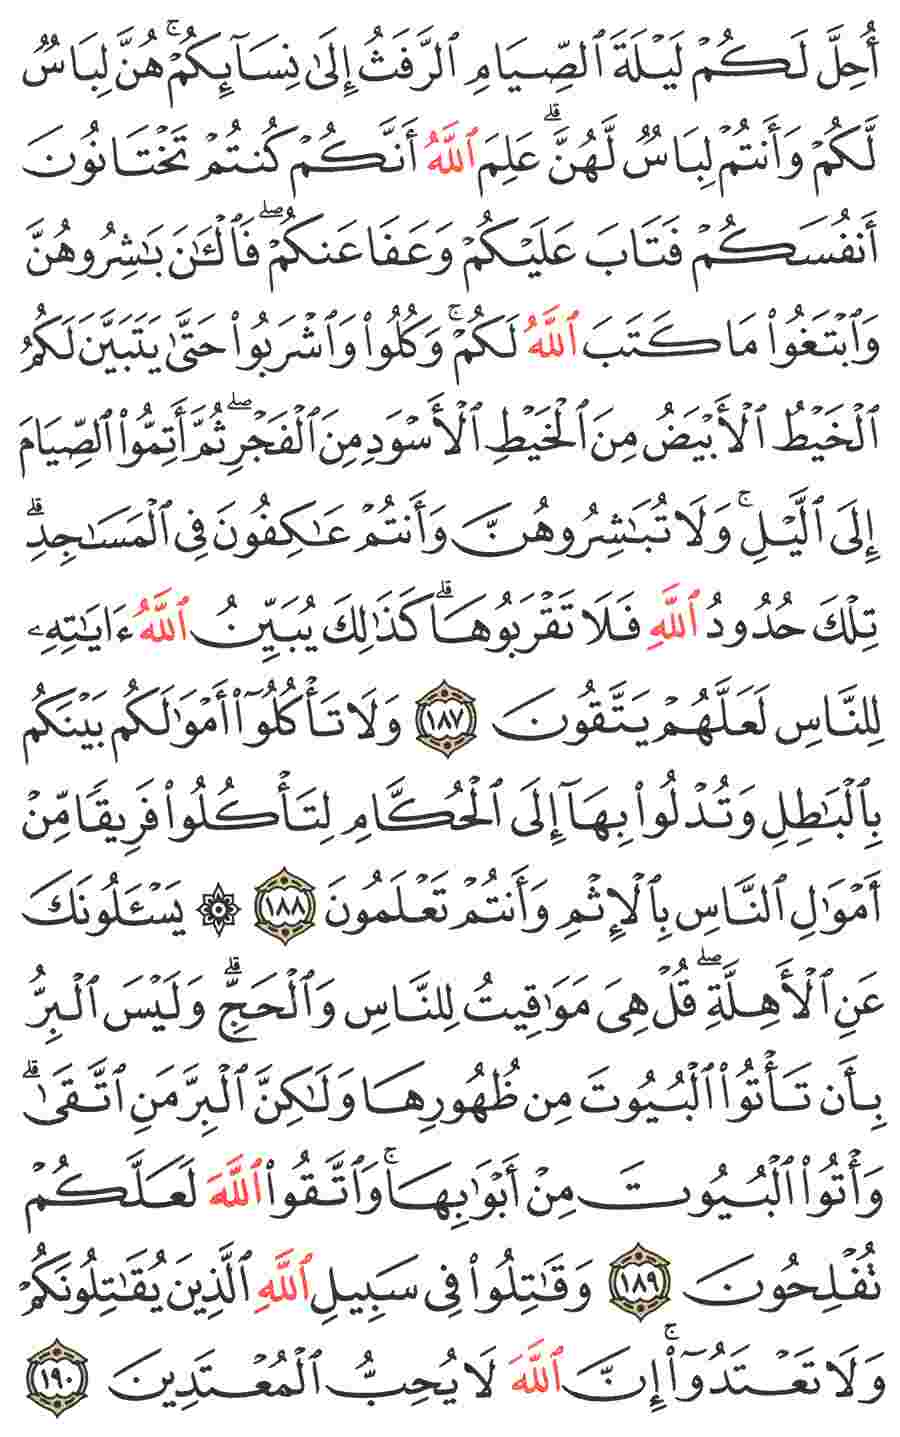 أُحِلَّ لَكُمْ لَيْلَةَ ٱلصِّيَامِ ٱلرَّفَثُ إِلَىٰ نِسَآئِكُمْ ۚ هُنَّ لِبَاسٌ
لَّكُمْ وَأَنتُمْ لِبَاسٌ لَّهُنَّ ۗ عَلِمَ ٱللَّهُ أَنَّكُمْ كُنتُمْ تَخْتَانُونَ
أَنفُسَكُمْ فَتَابَ عَلَيْكُمْ وَعَفَا عَنكُمْ ۖ فَٱلْـَٔـٰنَ بَـٰشِرُوهُنَّ
وَٱبْتَغُوا۟ مَا كَتَبَ ٱللَّهُ لَكُمْ ۚ وَكُلُوا۟ وَٱشْرَبُوا۟ حَتَّىٰ يَتَبَيَّنَ لَكُمُ
ٱلْخَيْطُ ٱلْأَبْيَضُ مِنَ ٱلْخَيْطِ ٱلْأَسْوَدِ مِنَ ٱلْفَجْرِ ۖ ثُمَّ أَتِمُّوا۟ ٱلصِّيَامَ
إِلَى ٱلَّيْلِ ۚ وَلَا تُبَـٰشِرُوهُنَّ وَأَنتُمْ عَـٰكِفُونَ فِى ٱلْمَسَـٰجِدِ ۗ
تِلْكَ حُدُودُ ٱللَّهِ فَلَا تَقْرَبُوهَا ۗ كَذَٰلِكَ يُبَيِّنُ ٱللَّهُ ءَايَـٰتِهِۦ
لِلنَّاسِ لَعَلَّهُمْ يَتَّقُونَ ١٨٧ وَلَا تَأْكُلُوٓا۟ أَمْوَٰلَكُم بَيْنَكُم
بِٱلْبَـٰطِلِ وَتُدْلُوا۟ بِهَآ إِلَى ٱلْحُكَّامِ لِتَأْكُلُوا۟ فَرِيقًا مِّنْ
أَمْوَٰلِ ٱلنَّاسِ بِٱلْإِثْمِ وَأَنتُمْ تَعْلَمُونَ ١٨٨ ۞ يَسْـَٔلُونَكَ
عَنِ ٱلْأَهِلَّةِ ۖ قُلْ هِىَ مَوَٰقِيتُ لِلنَّاسِ وَٱلْحَجِّ ۗ وَلَيْسَ ٱلْبِرُّ
بِأَن تَأْتُوا۟ ٱلْبُيُوتَ مِن ظُهُورِهَا وَلَـٰكِنَّ ٱلْبِرَّ مَنِ ٱتَّقَىٰ ۗ
وَأْتُوا۟ ٱلْبُيُوتَ مِنْ أَبْوَٰبِهَا ۚ وَٱتَّقُوا۟ ٱللَّهَ لَعَلَّكُمْ
تُفْلِحُونَ ١٨٩ وَقَـٰتِلُوا۟ فِى سَبِيلِ ٱللَّهِ ٱلَّذِينَ يُقَـٰتِلُونَكُمْ
وَلَا تَعْتَدُوٓا۟ ۚ إِنَّ ٱللَّهَ لَا يُحِبُّ ٱلْمُعْتَدِينَ ١٩٠